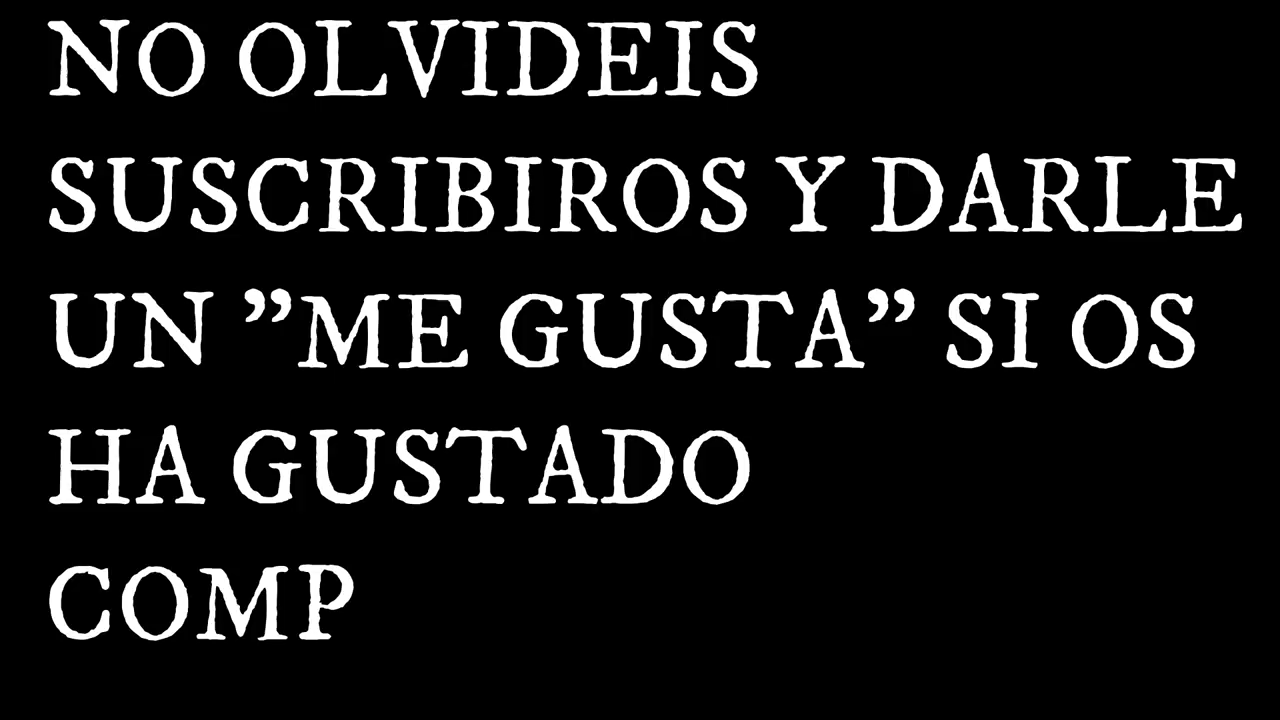 NO OLVIDEIS
SUSCRIBIROS Y DARLE
UN ”ME GUSTA” SI OS
HA GUSTADO
COMP